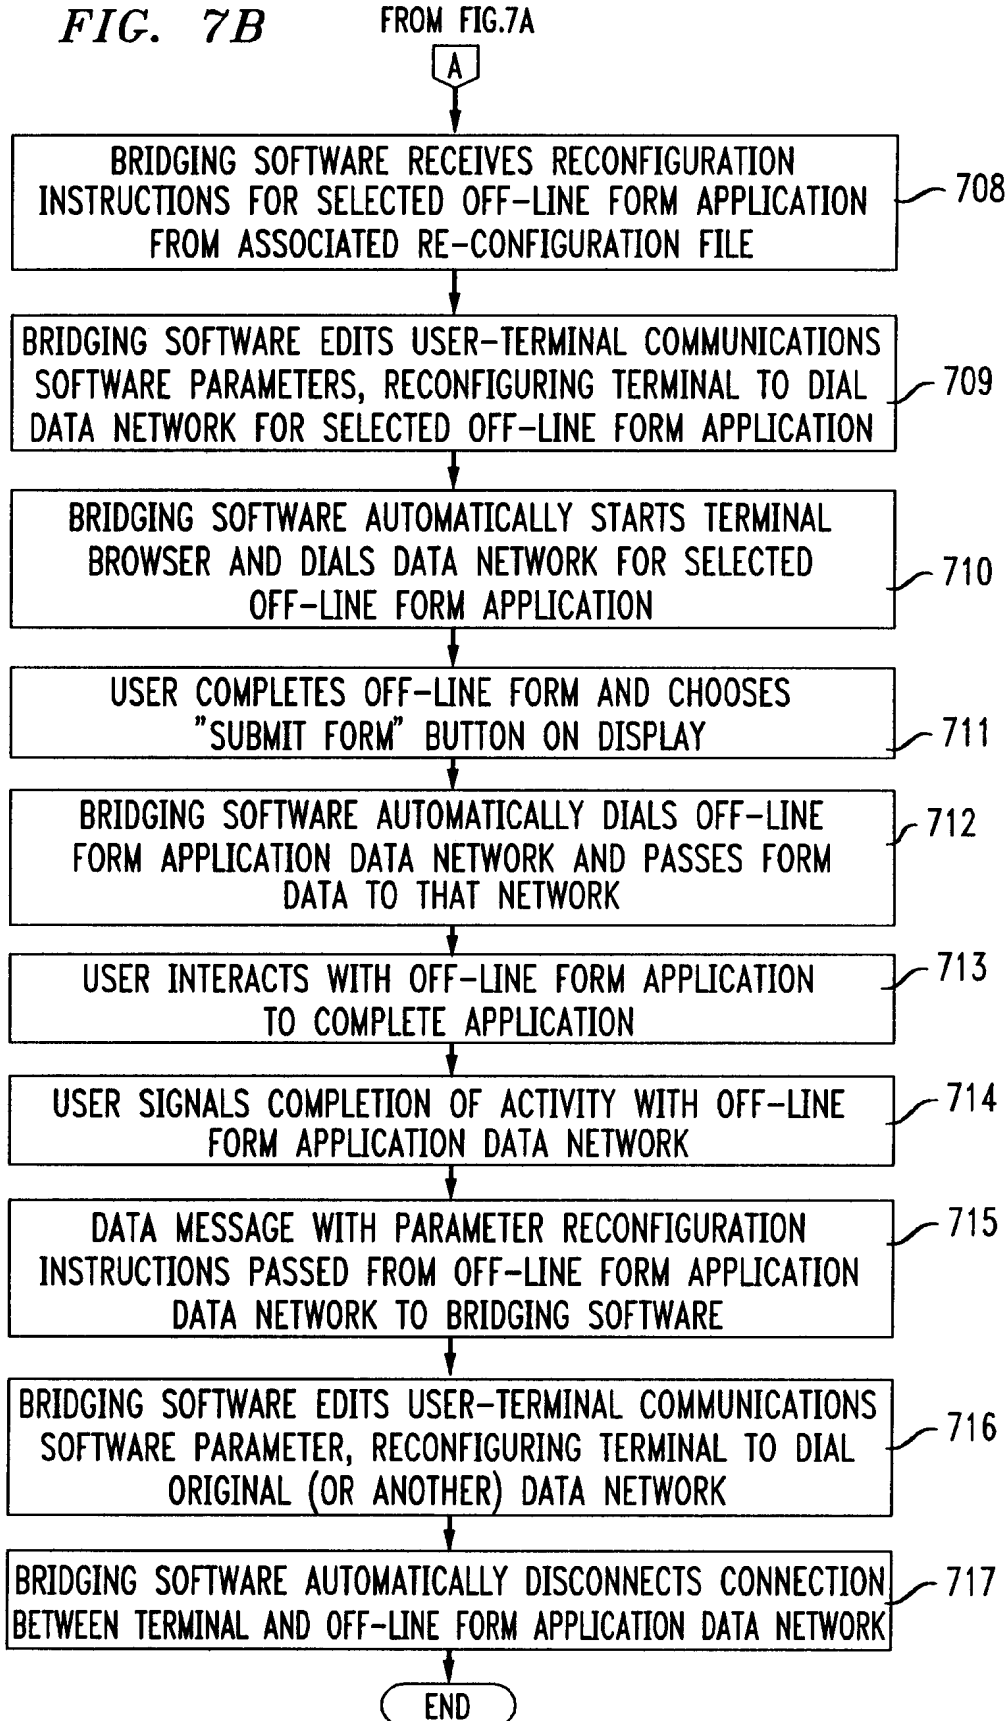 FIG. 7B
FROM FIG.7A
A
BRIDGING SOFTWARE RECEIVES RECONFIGURATION
INSTRUCTIONS FOR SELECTED OFF-LINE FORM APPLICATION
FROM ASSOCIATED RE-CONFIGURATION FILE
708
BRIDGING SOFTWARE EDITS USER-TERMINAL COMMUNICATIONS
SOFTWARE PARAMETERS, RECONFIGURING TERMINAL TO DIAL
DATA NETWORK FOR SELECTED OFF-LINE FORM APPLICATION
709
BRIDGING SOFTWARE AUTOMATICALLY STARTS TERMINAL
BROWSER AND DIALS DATA NETWORK FOR SELECTED
OFF-LINE FORM APPLICATION
710
USER COMPLETES OFF-LINE FORM AND CHOOSES
"SUBMIT FORM" BUTTON ON DISPLAY
711
BRIDGING SOFTWARE AUTOMATICALLY DIALS OFF-LINE
FORM APPLICATION DATA NETWORK AND PASSES FORM
DATA TO THAT NETWORK
712
USER INTERACTS WITH OFF-LINE FORM APPLICATION
TO COMPLETE APPLICATION
713
USER SIGNALS COMPLETION OF ACTIVITY WITH OFF-LINE
FORM APPLICATION DATA NETWORK
714
DATA MESSAGE WITH PARAMETER RECONFIGURATION
INSTRUCTIONS PASSED FROM OFF-LINE FORM APPLICATION
DATA NETWORK TO BRIDGING SOFTWARE
715
BRIDGING SOFTWARE EDITS USER-TERMINAL COMMUNICATIONS
SOFTWARE PARAMETER, RECONFIGURING TERMINAL TO DIAL
ORIGINAL (OR ANOTHER) DATA NETWORK
716
BRIDGING SOFTWARE AUTOMATICALLY DISCONNECTS CONNECTION
BETWEEN TERMINAL AND OFF-LINE FORM APPLICATION DATA NETWORK
717
END